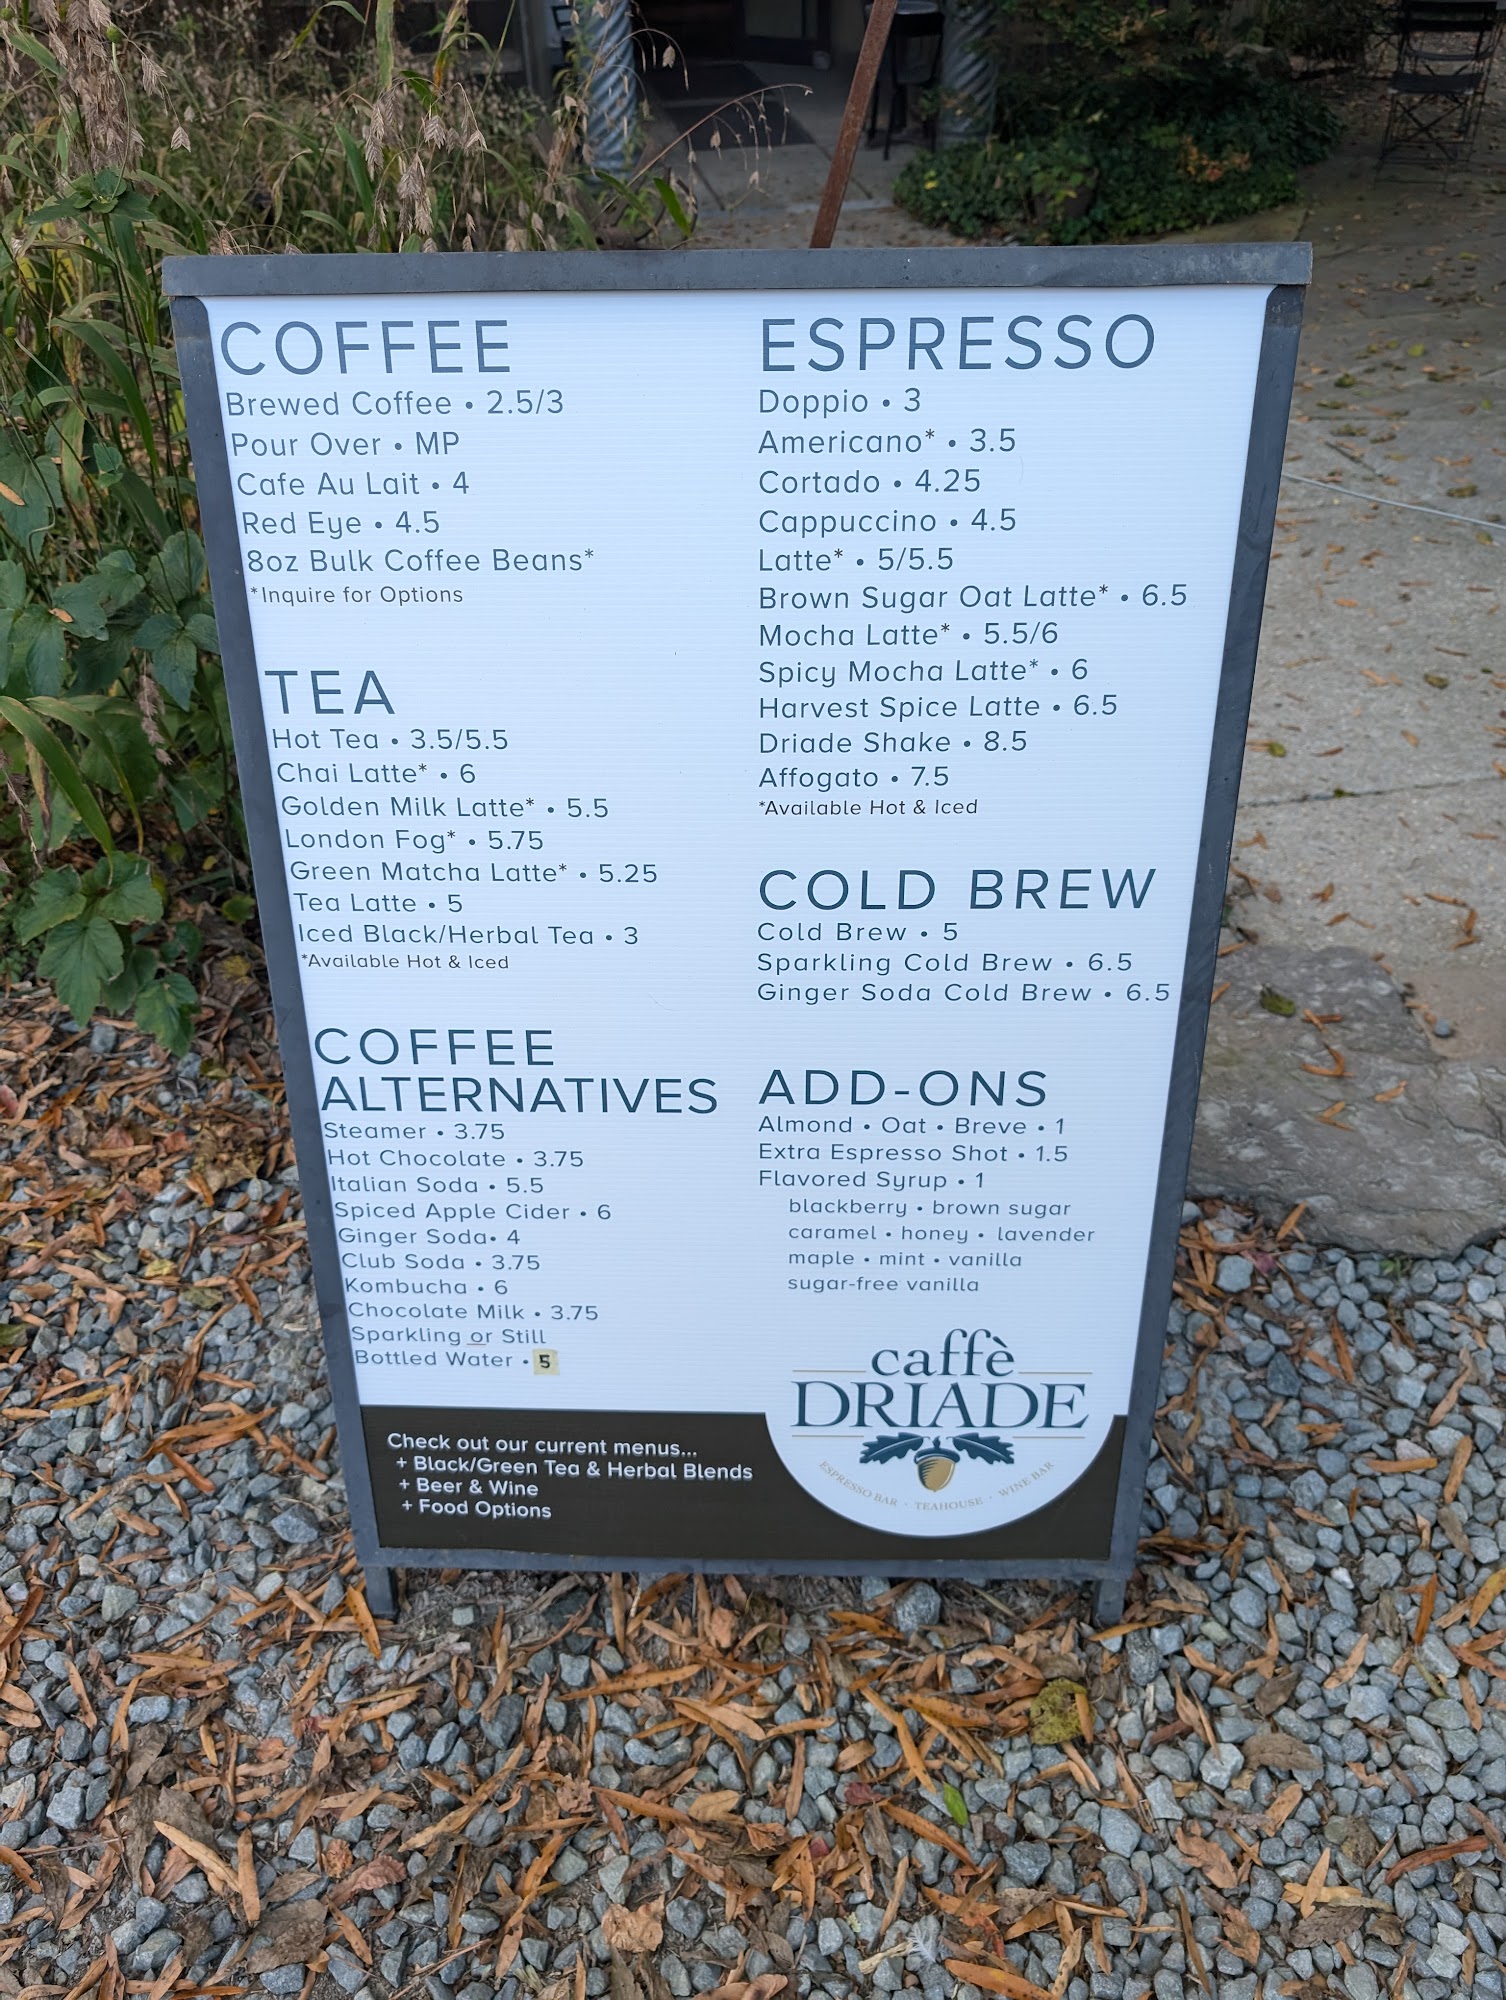 COFFEE
Brewed Coffee • 2.5/3
Pour Over • MP
Cafe Au Lait • 4
Red Eye • 4.5
8oz Bulk Coffee Beans*
*Inquire for Options
TEA
Hot Tea • 3.5/5.5
Chai Latte* • 6
Golden Milk Latte* • 5.5
London Fog* • 5.75
Green Matcha Latte* • 5.25
Tea Latte • 5
Iced Black/Herbal Tea • 3
*Available Hot & Iced
COFFEE
ALTERNATIVES
Steamer • 3.75
Hot Chocolate • 3.75
Italian Soda • 5.5
Spiced Apple Cider • 6
Ginger Soda• 4
Club Soda • 3.75
Kombucha • 6
Chocolate Milk • 3.75
Sparkling or Still
Bottled Water • 5
ESPRESSO
Doppio • 3
Americano* • 3.5
Cortado • 4.25
Cappuccino • 4.5
Latte* • 5/5.5
Brown Sugar Oat Latte* • 6.5
Mocha Latte* • 5.5/6
Spicy Mocha Latte* • 6
Harvest Spice Latte • 6.5
Driade Shake • 8.5
Affogato • 7.5
*Available Hot & Iced
COLD BREW
Cold Brew • 5
Sparkling Cold Brew • 6.5
Ginger Soda Cold Brew • 6.5
ADD-ONS
Almond • Oat • Breve • 1
Extra Espresso Shot • 1.5
Flavored Syrup • 1
blackberry • brown sugar
caramel • honey • lavender
maple • mint • vanilla
sugar-free vanilla
caffè
DRIADE
ESPRESSO BAR • TEAHOUSE • WINE BAR
Check out our current menus...
+ Black/Green Tea & Herbal Blends
+ Beer & Wine
+ Food Options